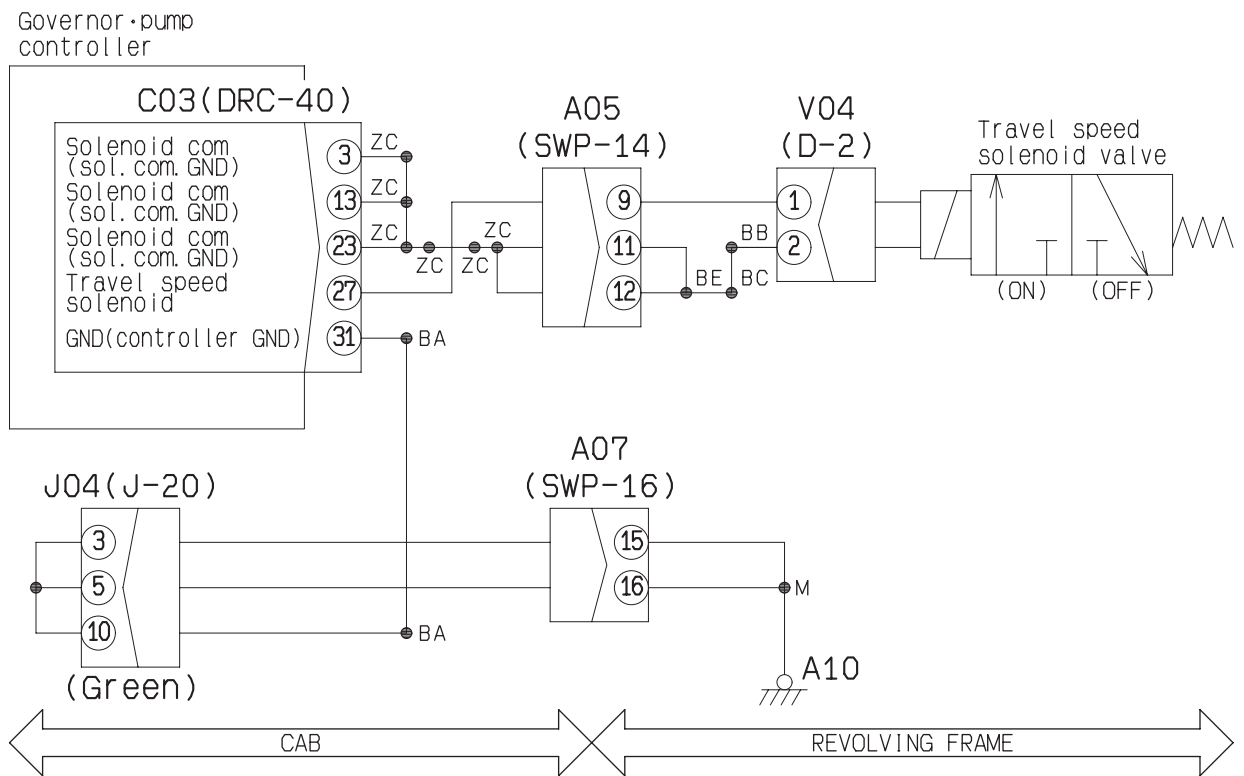 Governor·pump
controller
C03(DRC-40)
Solenoid com
(sol.com.GND)
Solenoid com
(sol.com.GND)
Solenoid com
(sol.com.GND)
Travel speed
solenoid
GND(controller GND)
3
13
23
27
31
ZC
ZC
ZC
ZC
ZC
ZC
BA
A05
(SWP-14)
9
11
12
BE
BB
BC
V04
(D-2)
1
2
Travel speed
solenoid valve
(ON)
(OFF)
J04(J-20)
3
5
10
(Green)
BA
A07
(SWP-16)
15
16
M
A10
CAB
REVOLVING FRAME